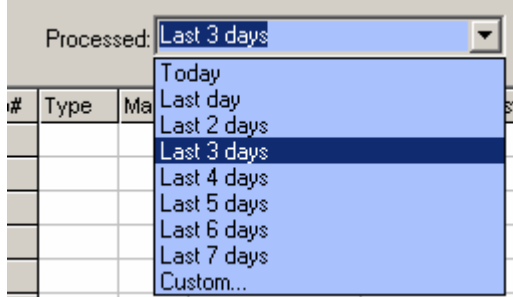 Processed: Last 3 days
Today
# Type Ma Last day
Last 2 days
Last 3 days
Last 4 days
Last 5 days
Last 6 days
Last 7 days
Custom...